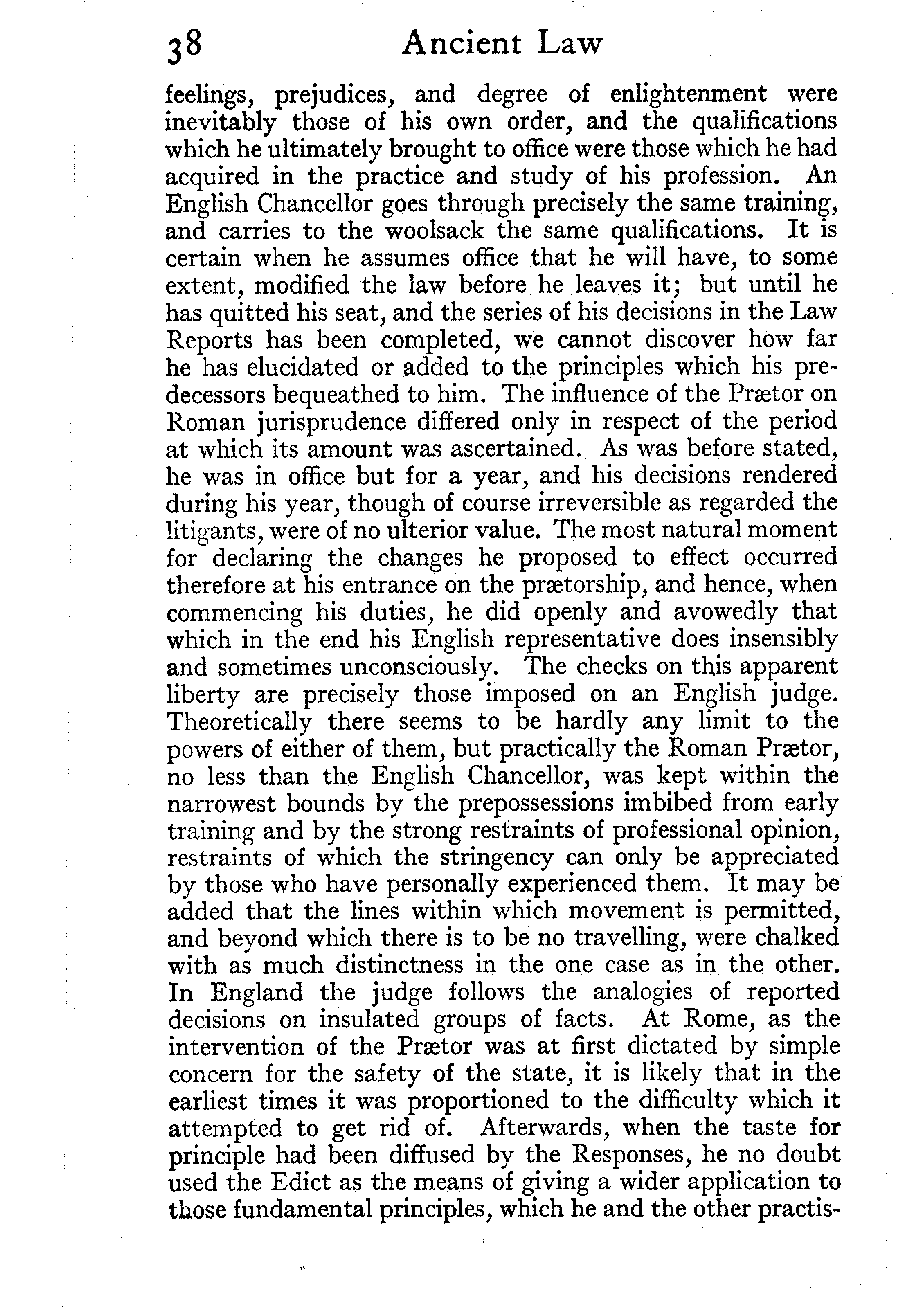 38 Ancient Law
feelings, prejudices, and degree of enlightenment were
inevitably those of his own order, and the qualifications
which he ultimately brought to office were those which he had
acquired in the practice and study of his profession. An
English Chancellor goes through precisely the same training,
and carries to the woolsack the same qualifications. It is
certain when he assumes office that he will have, to some
extent, modified the law before he leaves it; but until he
has quitted his seat, and the series of his decisions in the Law
Reports has been completed, we cannot discover how far
he has elucidated or added to the principles which his pre-
decessors bequeathed to him. The influence of the Prætor on
Roman jurisprudence differed only in respect of the period
at which its amount was ascertained. As was before stated,
he was in office but for a year, and his decisions rendered
during his year, though of course irreversible as regarded the
litigants, were of no ulterior value. The most natural moment
for declaring the changes he proposed to effect occurred
therefore at his entrance on the prætorship, and hence, when
commencing his duties, he did openly and avowedly that
which in the end his English representative does insensibly
and sometimes unconsciously. The checks on this apparent
liberty are precisely those imposed on an English judge.
Theoretically there seems to be hardly any limit to the
powers of either of them, but practically the Roman Prætor,
no less than the English Chancellor, was kept within the
narrowest bounds by the prepossessions imbibed from early
training and by the strong restraints of professional opinion,
restraints of which the stringency can only be appreciated
by those who have personally experienced them. It may be
added that the lines within which movement is permitted,
and beyond which there is to be no travelling, were chalked
with as much distinctness in the one case as in the other.
In England the judge follows the analogies of reported
decisions on insulated groups of facts. At Rome, as the
intervention of the Prætor was at first dictated by simple
concern for the safety of the state, it is likely that in the
earliest times it was proportioned to the difficulty which it
attempted to get rid of. Afterwards, when the taste for
principle had been diffused by the Responses, he no doubt
used the Edict as the means of giving a wider application to
those fundamental principles, which he and the other practis-